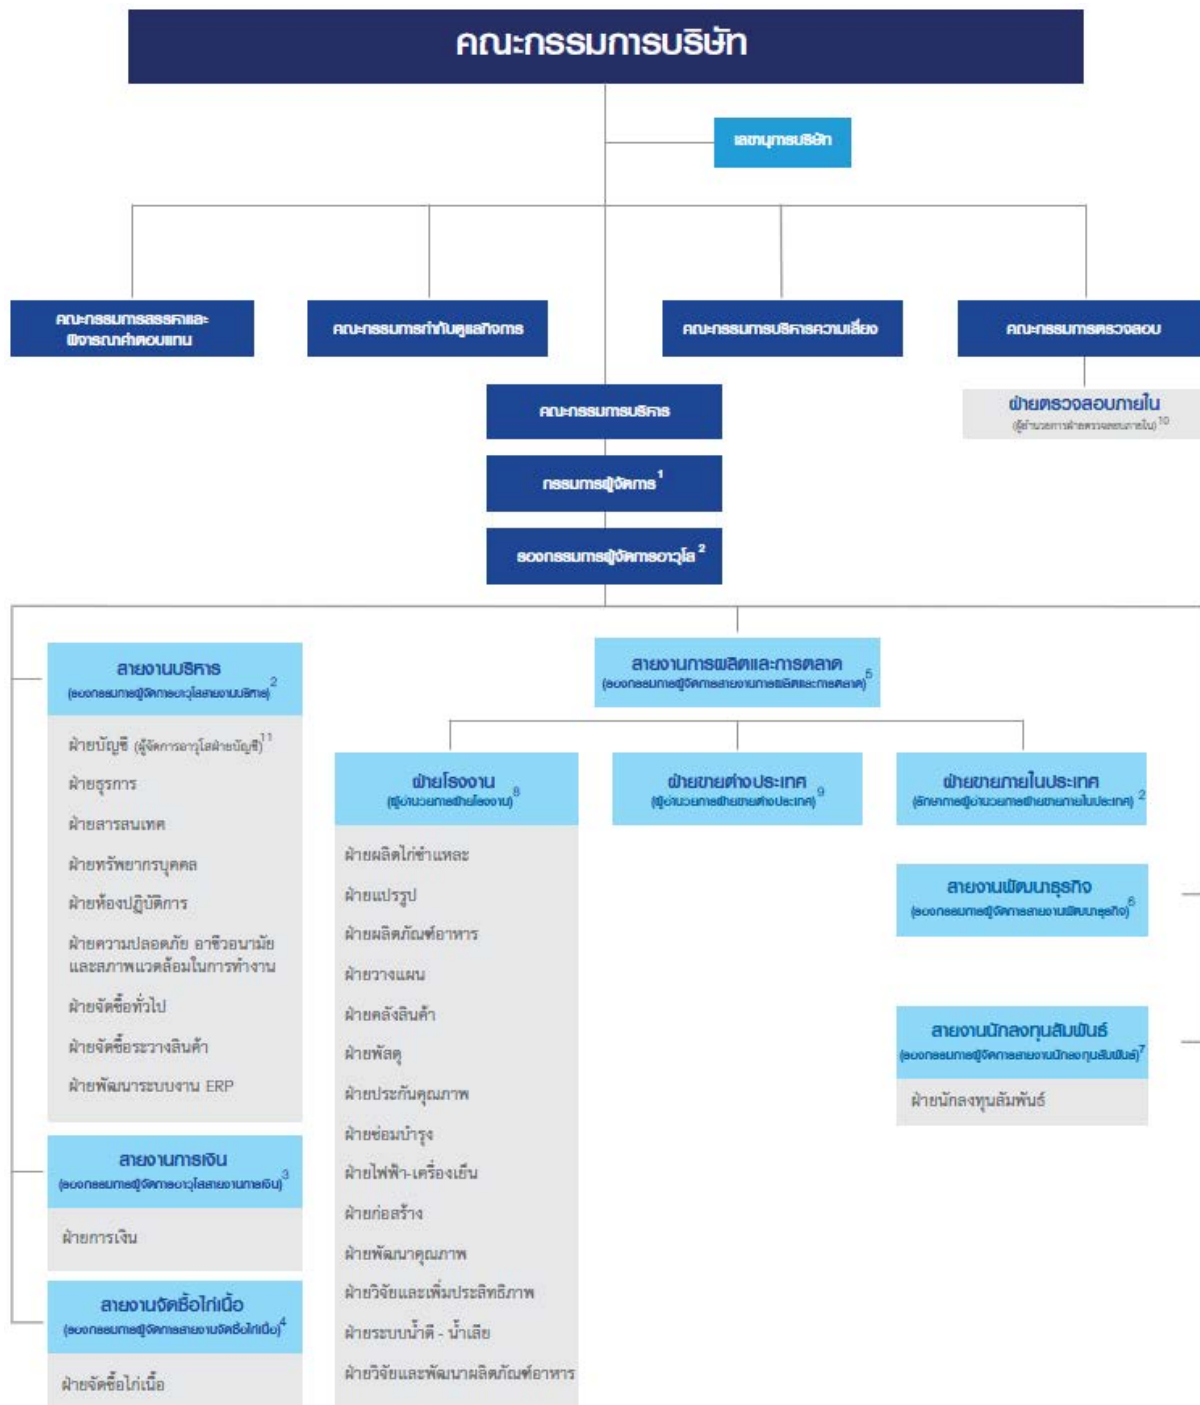 คณะกรรมการบริษัท
เลขานุการบริษัท
คณะกรรมการสรรหาและ
พิจารณาค่าตอบแทน
คณะกรรมการกำกับดูแลกิจการ
คณะกรรมการบริหารความเสี่ยง
คณะกรรมการตรวจสอบ
คณะกรรมการบริหาร
ฝ่ายตรวจสอบภายใน
(ผู้อำนวยการฝ่ายตรวจสอบภายใน)10
กรรมการผู้จัดการ1
รองกรรมการผู้จัดการอาวุโส2
สายงานบริหาร
(รองกรรมการผู้จัดการอาวุโสสายงานบริหาร)2
ฝ่ายบัญชี (ผู้จัดการอาวุโสฝ่ายบัญชี)11
ฝ่ายธุรการ
ฝ่ายสารสนเทศ
ฝ่ายทรัพยากรบุคคล
ฝ่ายห้องปฏิบัติการ
ฝ่ายความปลอดภัย อาชีวอนามัย
และสภาพแวดล้อมในการทำงาน
ฝ่ายจัดซื้อทั่วไป
ฝ่ายจัดซื้อระวางสินค้า
ฝ่ายพัฒนาระบบงาน ERP
สายงานการเงิน
(รองกรรมการผู้จัดการอาวุโสสายงานการเงิน)3
ฝ่ายการเงิน
สายงานจัดซื้อไก่เนื้อ
(รองกรรมการผู้จัดการสายงานจัดซื้อไก่เนื้อ)4
ฝ่ายจัดซื้อไก่เนื้อ
สายงานการผลิตและการตลาด
(รองกรรมการผู้จัดการสายงานการผลิตและการตลาด)5
ฝ่ายโรงงาน
(ผู้อำนวยการฝ่ายโรงงาน)8
ฝ่ายผลิตไก่ชำแหละ
ฝ่ายแปรรูป
ฝ่ายผลิตภัณฑ์อาหาร
ฝ่ายวางแผน
ฝ่ายคลังสินค้า
ฝ่ายพัสดุ
ฝ่ายประกันคุณภาพ
ฝ่ายซ่อมบำรุง
ฝ่ายไฟฟ้า-เครื่องเย็น
ฝ่ายก่อสร้าง
ฝ่ายพัฒนาคุณภาพ
ฝ่ายวิจัยและเพิ่มประสิทธิภาพ
ฝ่ายระบบน้ำดี - น้ำเสีย
ฝ่ายวิจัยและพัฒนาผลิตภัณฑ์อาหาร
ฝ่ายขายต่างประเทศ
(ผู้อำนวยการฝ่ายขายต่างประเทศ)9
ฝ่ายขายภายในประเทศ
(รักษาการผู้อำนวยการฝ่ายขายภายในประเทศ)2
สายงานพัฒนาธุรกิจ
(รองกรรมการผู้จัดการสายงานพัฒนาธุรกิจ)6
สายงานนักลงทุนสัมพันธ์
(รองกรรมการผู้จัดการสายงานนักลงทุนสัมพันธ์)7
ฝ่ายนักลงทุนสัมพันธ์